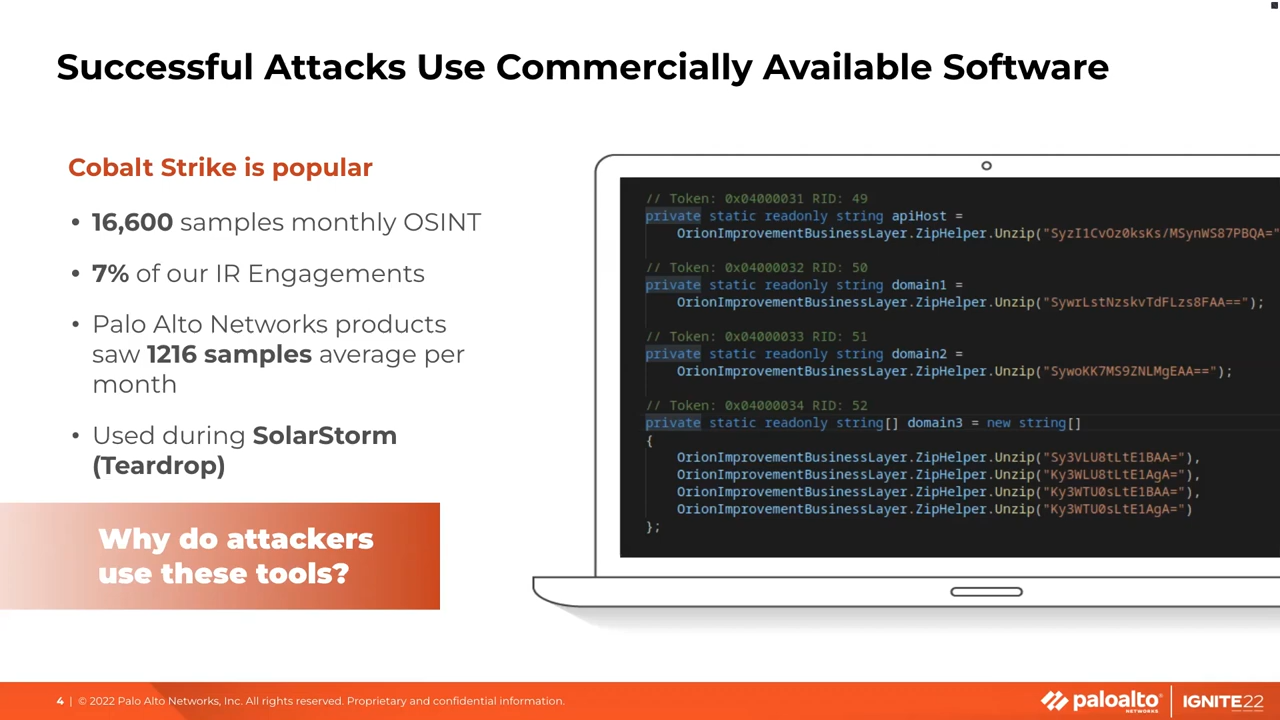 Successful Attacks Use Commercially Available Software
Cobalt Strike is popular
• 16,600 samples monthly OSINT
• 7% of our IR Engagements
• Palo Alto Networks products
saw 1216 samples average per
month
• Used during SolarStorm
(Teardrop)
Why do attackers
use these tools?
// Token: 0x04000031 RID: 49
private static readonly string apiHost =
OrionImprovementBusinessLayer.ZipHelper.Unzip("SyzI1CvOz0ksKs/MSynWS87PBQA="
// Token: 0x04000032 RID: 50
private static readonly string domain1 =
OrionImprovementBusinessLayer.ZipHelper.Unzip("SywrLstNzskvTdFLzs8FAA==");
// Token: 0x04000033 RID: 51
private static readonly string domain2 =
OrionImprovementBusinessLayer.ZipHelper.Unzip("SywoKK7MS9ZNLMgEAA==");
// Token: 0x04000034 RID: 52
private static readonly string[] domain3 = new string[]
{
OrionImprovementBusinessLayer.ZipHelper.Unzip("Sy3VLU8tLtE1BAA="),
OrionImprovementBusinessLayer.ZipHelper.Unzip("Ky3WLU8tLtE1AgA="),
OrionImprovementBusinessLayer.ZipHelper.Unzip("Ky3WTU0sLtE1BAA="),
OrionImprovementBusinessLayer.ZipHelper.Unzip("Ky3WTU0sLtE1AgA=")
};
4 | © 2022 Palo Alto Networks, Inc. All rights reserved. Proprietary and confidential information.
paloalto® NETWORKS | IGNITE22